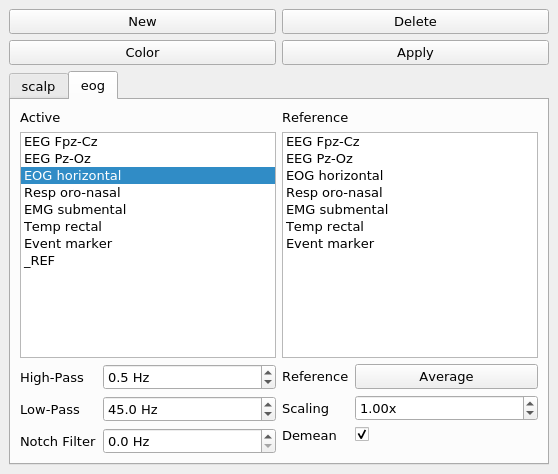 New
Delete
Color
Apply
scalp
eog
Active
EEG Fpz-Cz
EEG Pz-Oz
EOG horizontal
Resp oro-nasal
EMG submental
Temp rectal
Event marker
_REF
Reference
EEG Fpz-Cz
EEG Pz-Oz
EOG horizontal
Resp oro-nasal
EMG submental
Temp rectal
Event marker
High-Pass 0.5 Hz
Low-Pass 45.0 Hz
Notch Filter 0.0 Hz
Reference Average
Scaling 1.00x
Demean